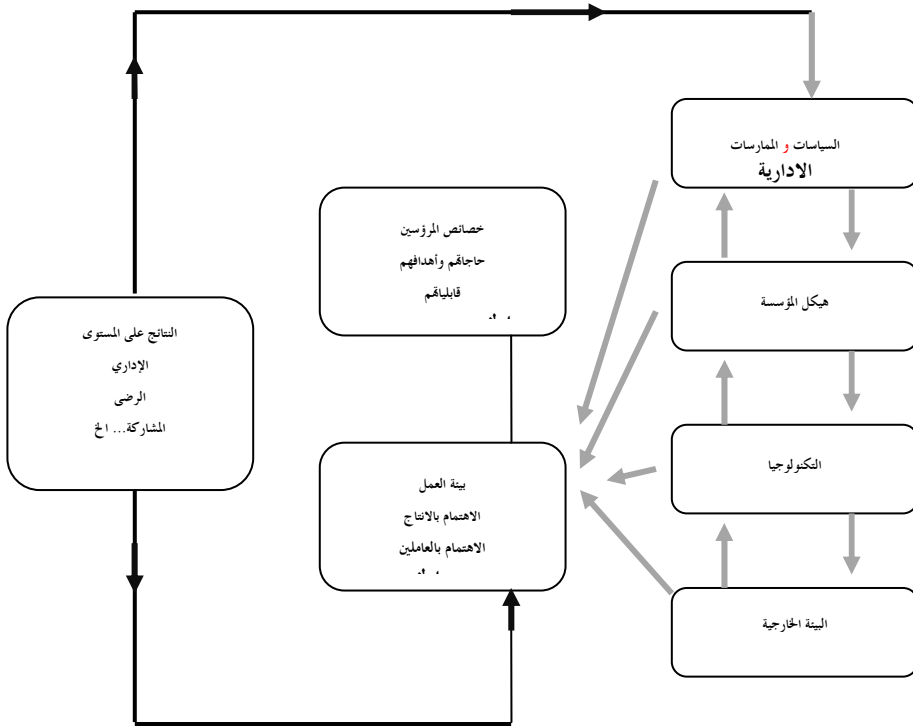 السياسات و الممارسات
الادارية
هيكل المؤسسة
التكنولوجيا
البيئة الخارجية
خصائص المرؤسين
حاجاتهم وأهدافهم
قابلياتهم
بيئة العمل
الاهتمام بالانتاج
الاهتمام بالعاملين
النتائج على المستوى
الإداري
الرضى
المشاركة... الخ